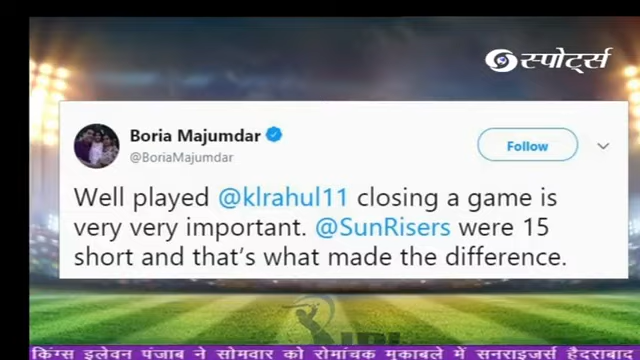 स्पोर्ट्स
Boria Majumdar
@BoriaMajumdar
Follow
Well played @klrahul11 closing a game is
very very important. @SunRisers were 15
short and that's what made the difference.
किंग्स इलेवन पंजाब ने सोमवार को रोमांचक मुकाबले में सनराइजर्स हैदराबाद